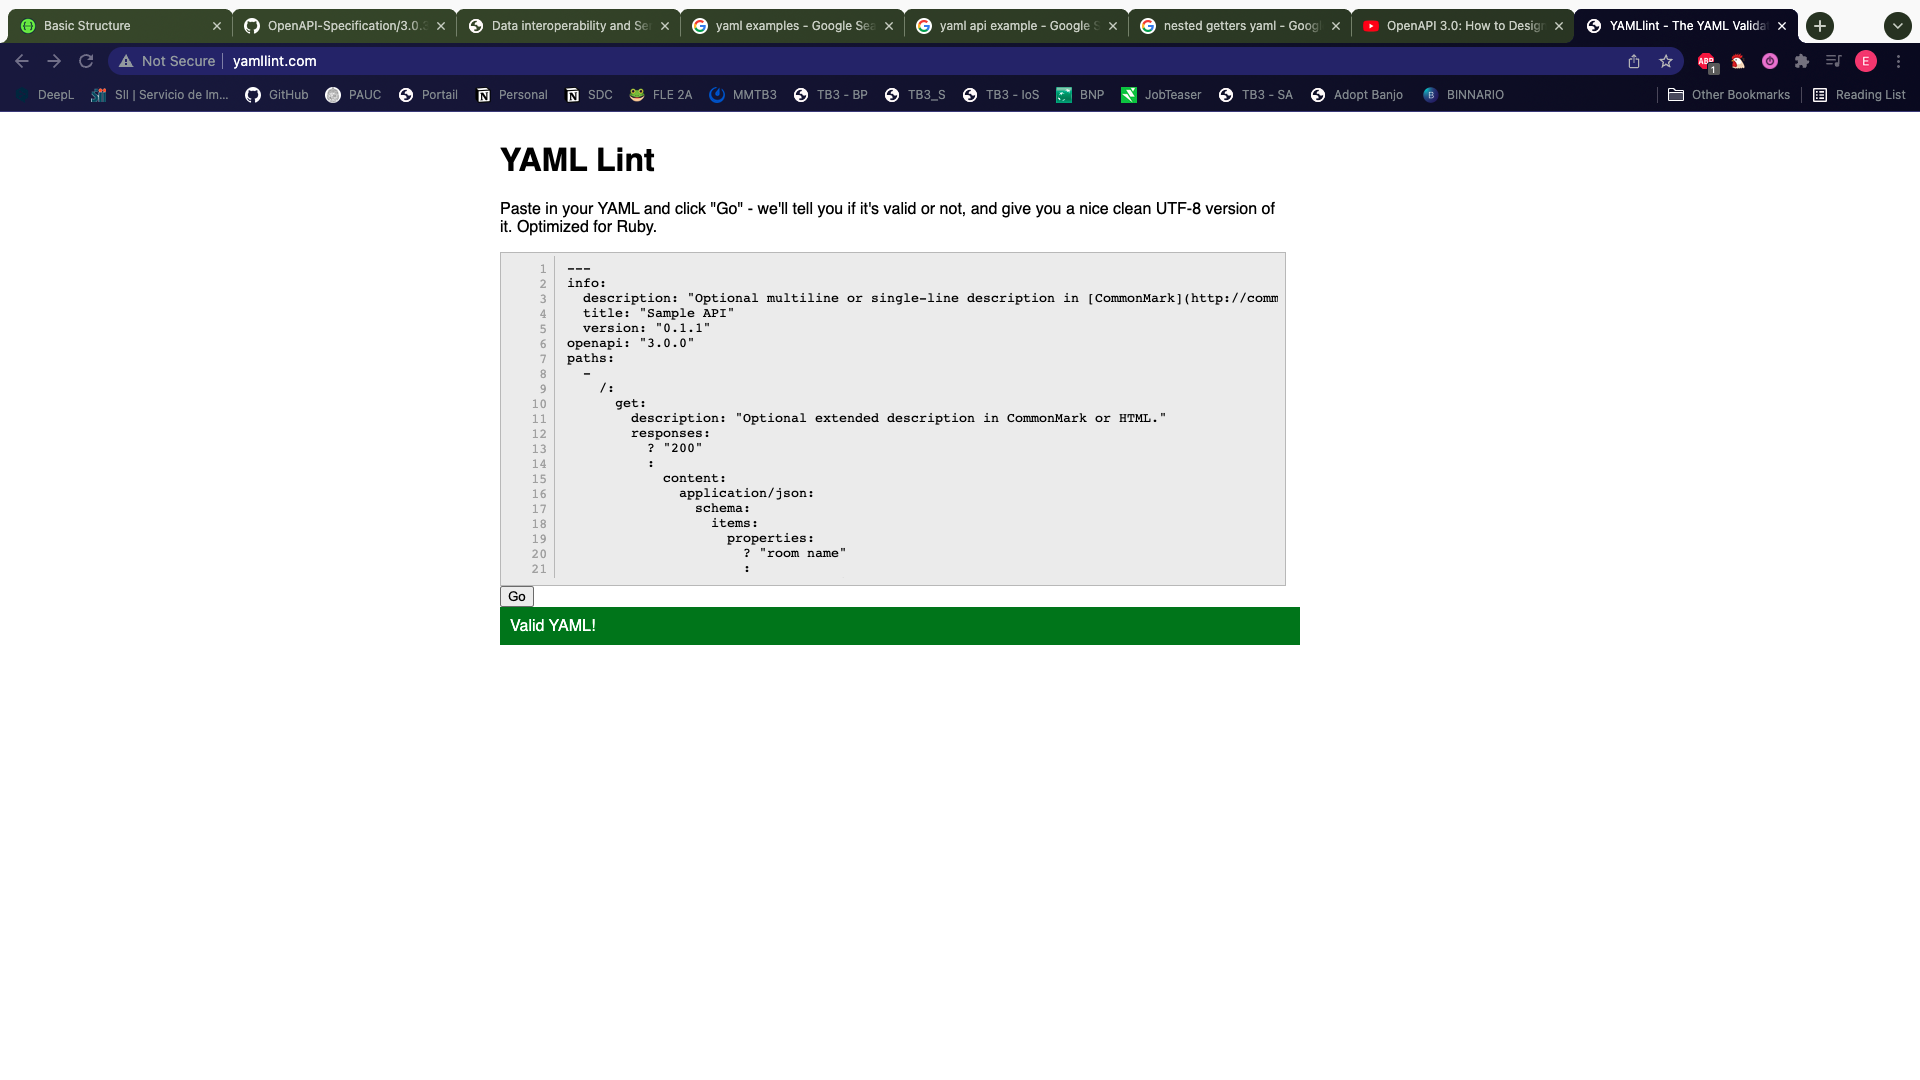 Basic Structure
OpenAPI-Specification/3.0.3
Data interoperability and Se
yaml examples - Google Sea
yaml api example - Google S
nested getters yaml - Googl
OpenAPI 3.0: How to Design
YAMLlint - The YAML Validat
Not Secure
yamllint.com
ABP
1
E
DeepL
SII | Servicio de Im...
GitHub
PAUC
Portail
Personal
SDC
FLE 2A
MMTB3
TB3 - BP
TB3_S
TB3 - IoS
BNP
JobTeaser
TB3 - SA
Adopt Banjo
BINNARIO
Other Bookmarks
Reading List
YAML Lint
Paste in your YAML and click "Go" - we'll tell you if it's valid or not, and give you a nice clean UTF-8 version of
it. Optimized for Ruby.
1 ---
2 info:
3 description: "Optional multiline or single-line description in [CommonMark](http://comm
4 title: "Sample API"
5 version: "0.1.1"
6 openapi: "3.0.0"
7 paths:
8 -
9 /:
10 get:
11 description: "Optional extended description in CommonMark or HTML."
12 responses:
13 ? "200"
14 :
15 content:
16 application/json:
17 schema:
18 items:
19 properties:
20 ? "room name"
21 :
Go
Valid YAML!